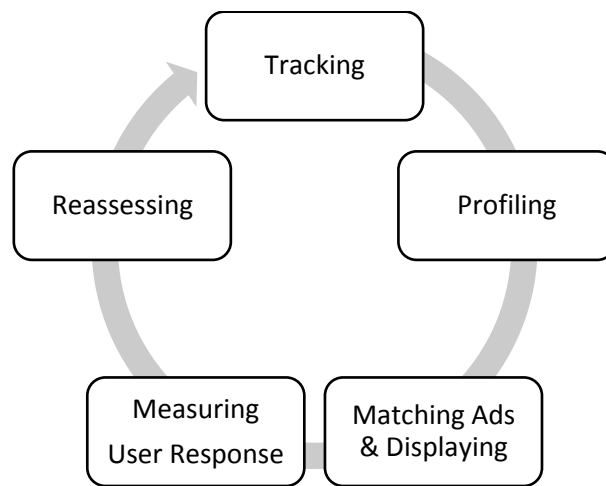 Tracking
Profiling
Matching Ads
& Displaying
Measuring
User Response
Reassessing